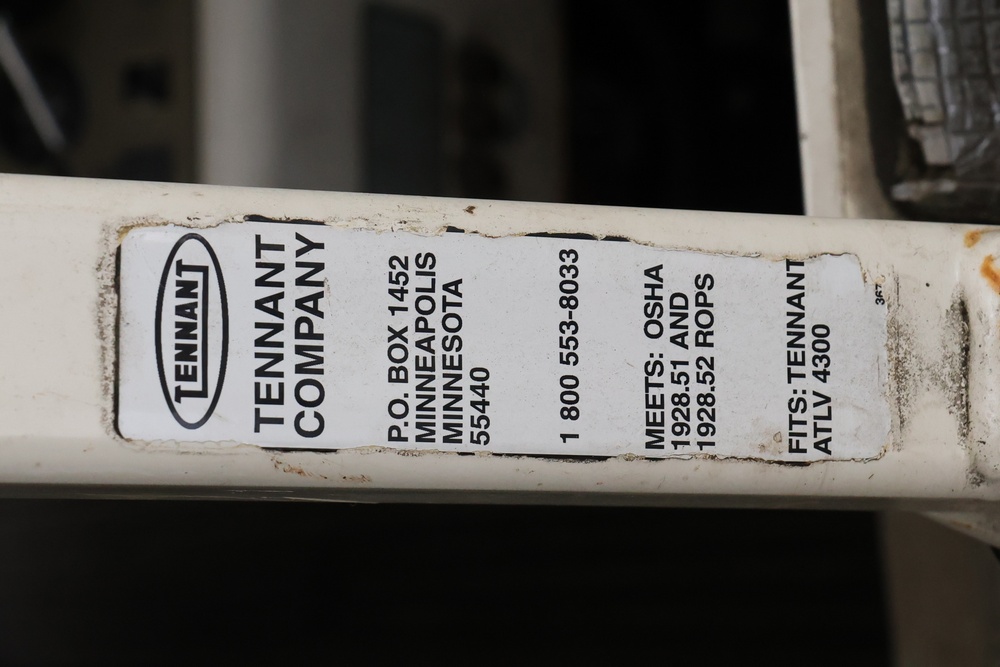 TENNANT
TENNANT
COMPANY
P.O. BOX 1452
MINNEAPOLIS
MINNESOTA
55440
1 800 553-8033
MEETS: OSHA
1928.51 AND
1928.52 ROPS
FITS: TENNANT
ATLV 4300